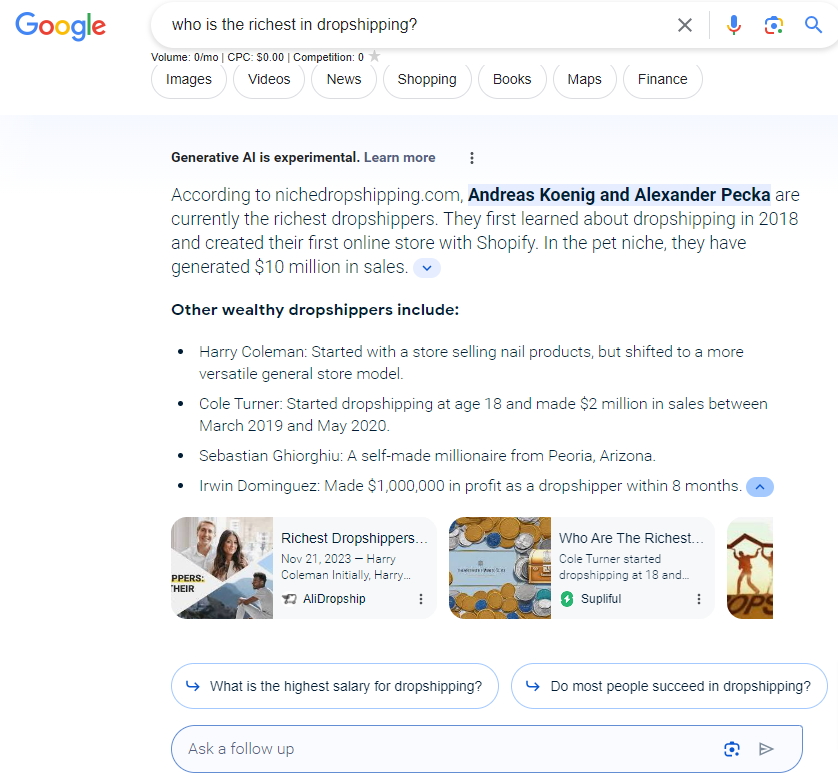 Google
who is the richest in dropshipping?
Volume: 0/mo | CPC: $0.00 | Competition: 0
Images
Videos
News
Shopping
Books
Maps
Finance
Generative AI is experimental. Learn more
According to nichedropshipping.com, Andreas Koenig and Alexander Pecka are
currently the richest dropshippers. They first learned about dropshipping in 2018
and created their first online store with Shopify. In the pet niche, they have
generated $10 million in sales.
Other wealthy dropshippers include:
• Harry Coleman: Started with a store selling nail products, but shifted to a more
versatile general store model.
• Cole Turner: Started dropshipping at age 18 and made $2 million in sales between
March 2019 and May 2020.
• Sebastian Ghiorghiu: A self-made millionaire from Peoria, Arizona.
• Irwin Dominguez: Made $1,000,000 in profit as a dropshipper within 8 months.
PPERS:
HEIR
Richest Dropshippers...
Nov 21, 2023 — Harry
Coleman Initially, Harry...
AliDropship
Who Are The Richest...
Cole Turner started
dropshipping at 18 and...
Supliful
OPS
What is the highest salary for dropshipping?
Do most people succeed in dropshipping?
Ask a follow up